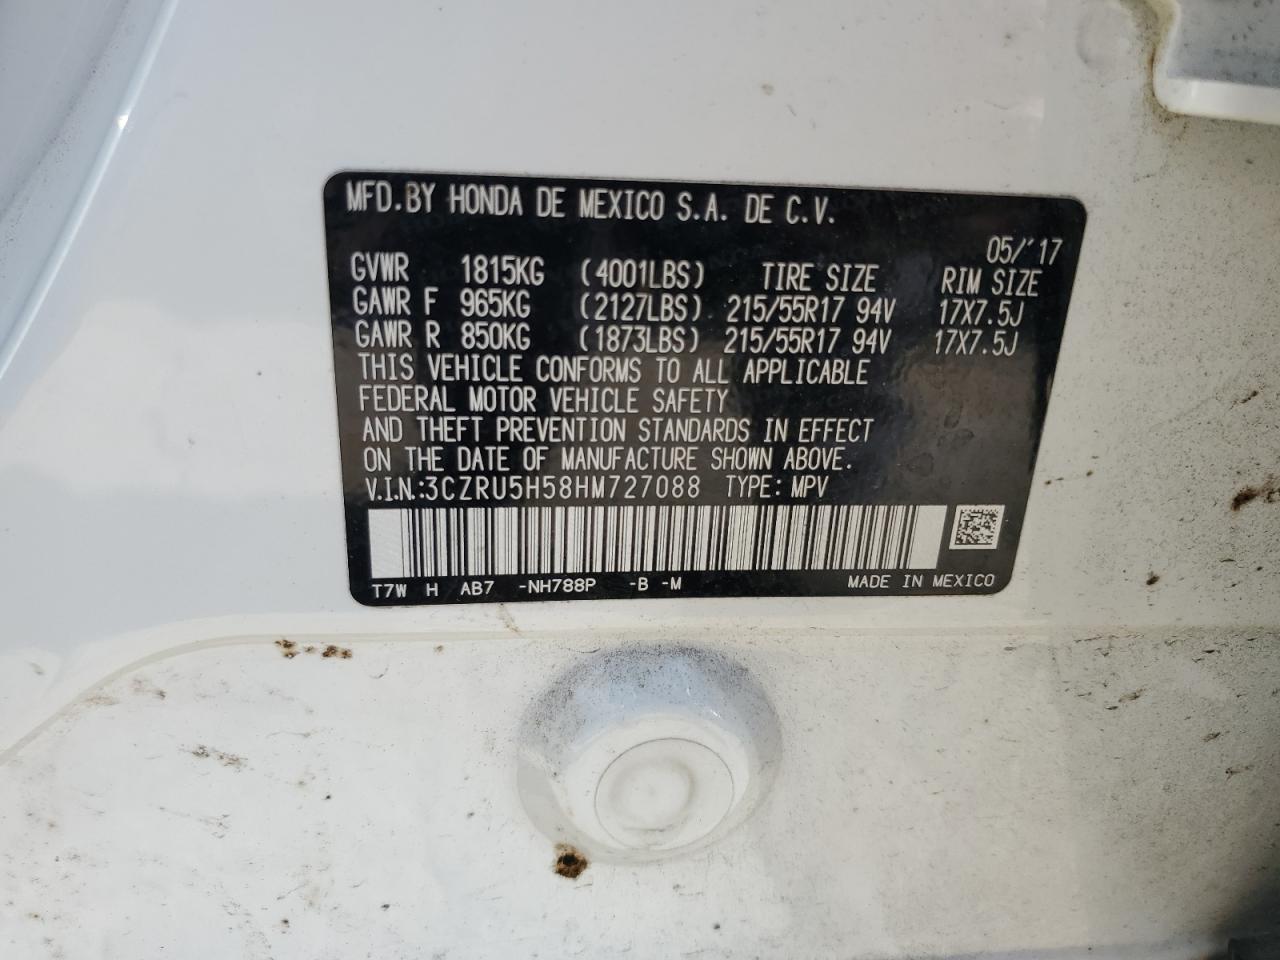 MFD.BY HONDA DE MEXICO S.A. DE C.V.
05/'17
GVWR 1815KG (4001LBS) TIRE SIZE RIM SIZE
GAWR F 965KG (2127LBS) 215/55R17 94V 17X7.5J
GAWR R 850KG (1873LBS) 215/55R17 94V 17X7.5J
THIS VEHICLE CONFORMS TO ALL APPLICABLE
FEDERAL MOTOR VEHICLE SAFETY
AND THEFT PREVENTION STANDARDS IN EFFECT
ON THE DATE OF MANUFACTURE SHOWN ABOVE.
V.I.N.:3CZRU5H58HM727088 TYPE: MPV
T7W H AB7 -NH788P -B -M MADE IN MEXICO